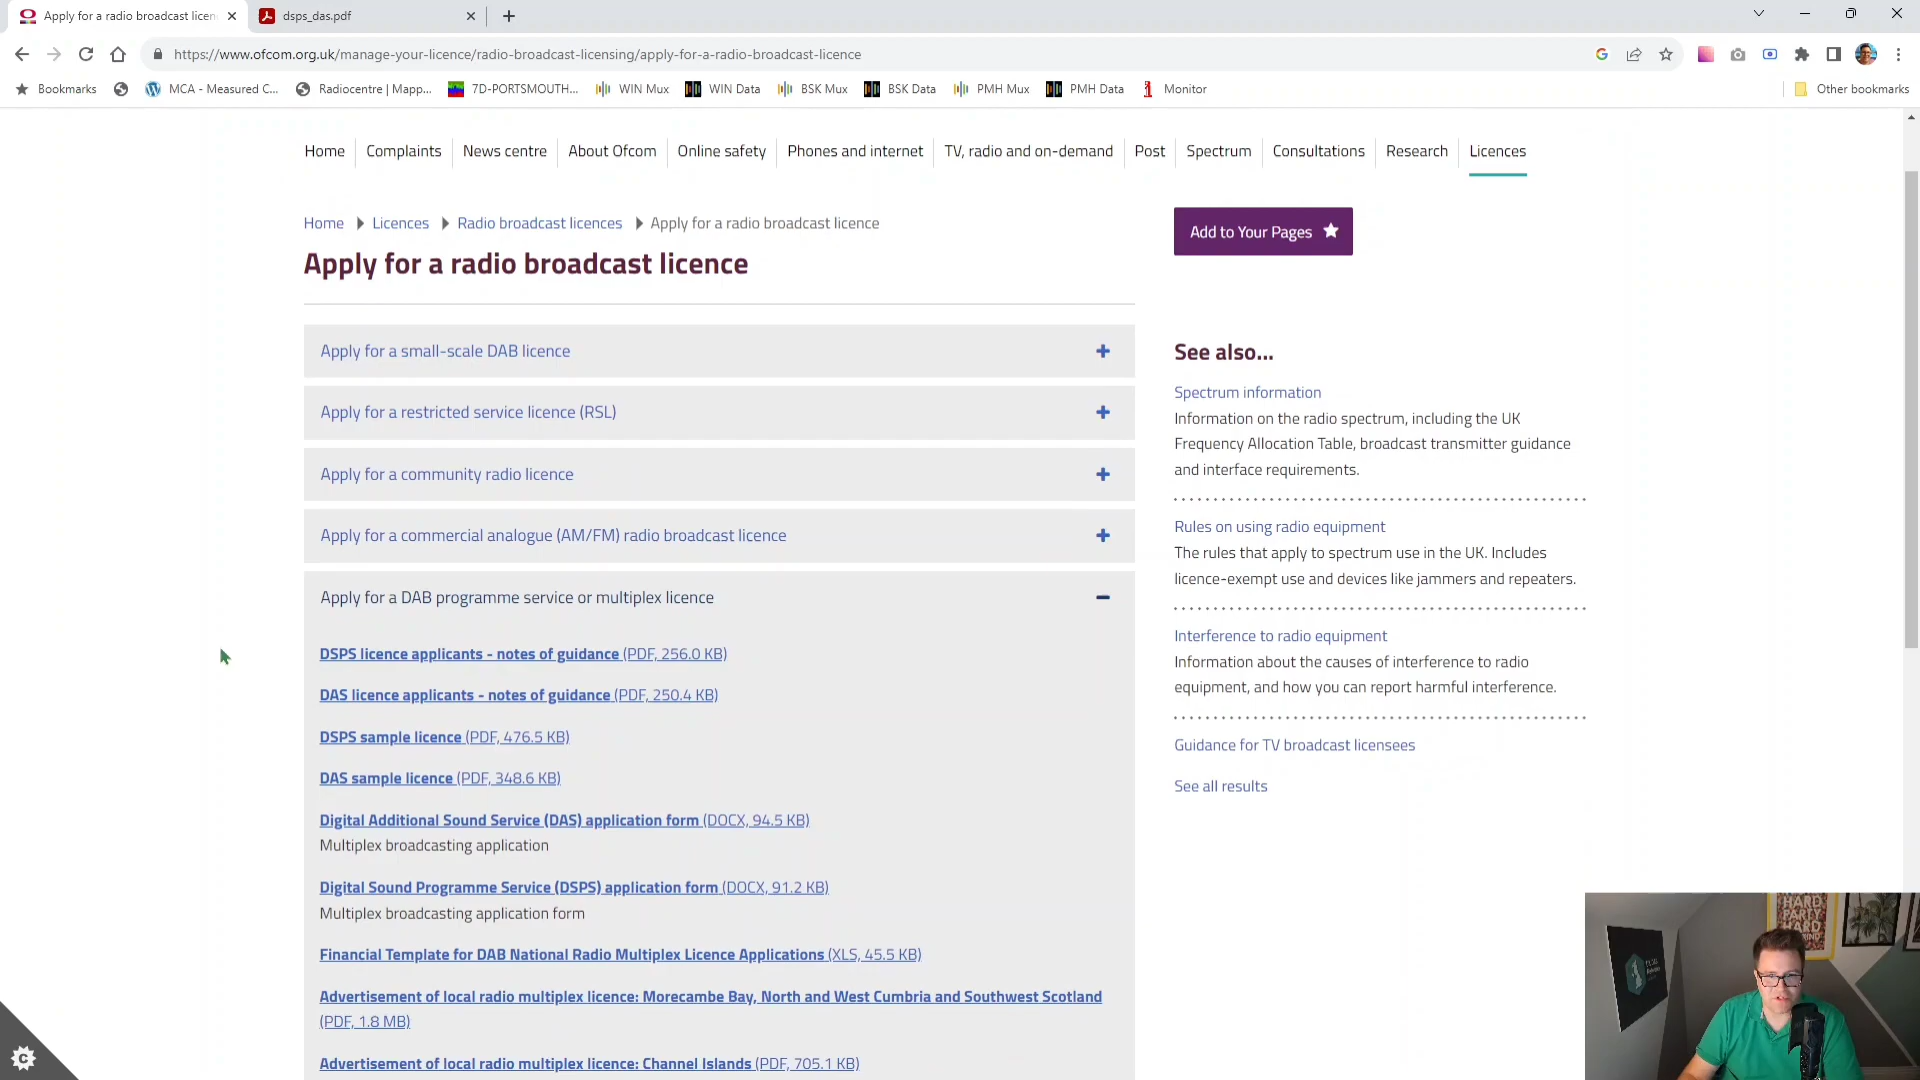 Apply for a radio broadcast licen
dsps_das.pdf
https://www.ofcom.org.uk/manage-your-licence/radio-broadcast-licensing/apply-for-a-radio-broadcast-licence
Bookmarks
MCA - Measured C...
Radiocentre | Mapp...
7D-PORTSMOUTH...
WIN Mux
WIN Data
BSK Mux
BSK Data
PMH Mux
PMH Data
Monitor
Other bookmarks
Home
Complaints
News centre
About Ofcom
Online safety
Phones and internet
TV, radio and on-demand
Post
Spectrum
Consultations
Research
Licences
Home
Licences
Radio broadcast licences
Apply for a radio broadcast licence
Add to Your Pages
Apply for a radio broadcast licence
Apply for a small-scale DAB licence
Apply for a restricted service licence (RSL)
Apply for a community radio licence
Apply for a commercial analogue (AM/FM) radio broadcast licence
Apply for a DAB programme service or multiplex licence
DSPS licence applicants - notes of guidance (PDF, 256.0 KB)
DAS licence applicants - notes of guidance (PDF, 250.4 KB)
DSPS sample licence (PDF, 476.5 KB)
DAS sample licence (PDF, 348.6 KB)
Digital Additional Sound Service (DAS) application form (DOCX, 94.5 KB)
Multiplex broadcasting application
Digital Sound Programme Service (DSPS) application form (DOCX, 91.2 KB)
Multiplex broadcasting application form
Financial Template for DAB National Radio Multiplex Licence Applications (XLS, 45.5 KB)
Advertisement of local radio multiplex licence: Morecambe Bay, North and West Cumbria and Southwest Scotland
(PDF, 1.8 MB)
Advertisement of local radio multiplex licence: Channel Islands (PDF, 705.1 KB)
See also...
Spectrum information
Information on the radio spectrum, including the UK
Frequency Allocation Table, broadcast transmitter guidance
and interface requirements.
Rules on using radio equipment
The rules that apply to spectrum use in the UK. Includes
licence-exempt use and devices like jammers and repeaters.
Interference to radio equipment
Information about the causes of interference to radio
equipment, and how you can report harmful interference.
Guidance for TV broadcast licensees
See all results
HARD
PARTY
HARD